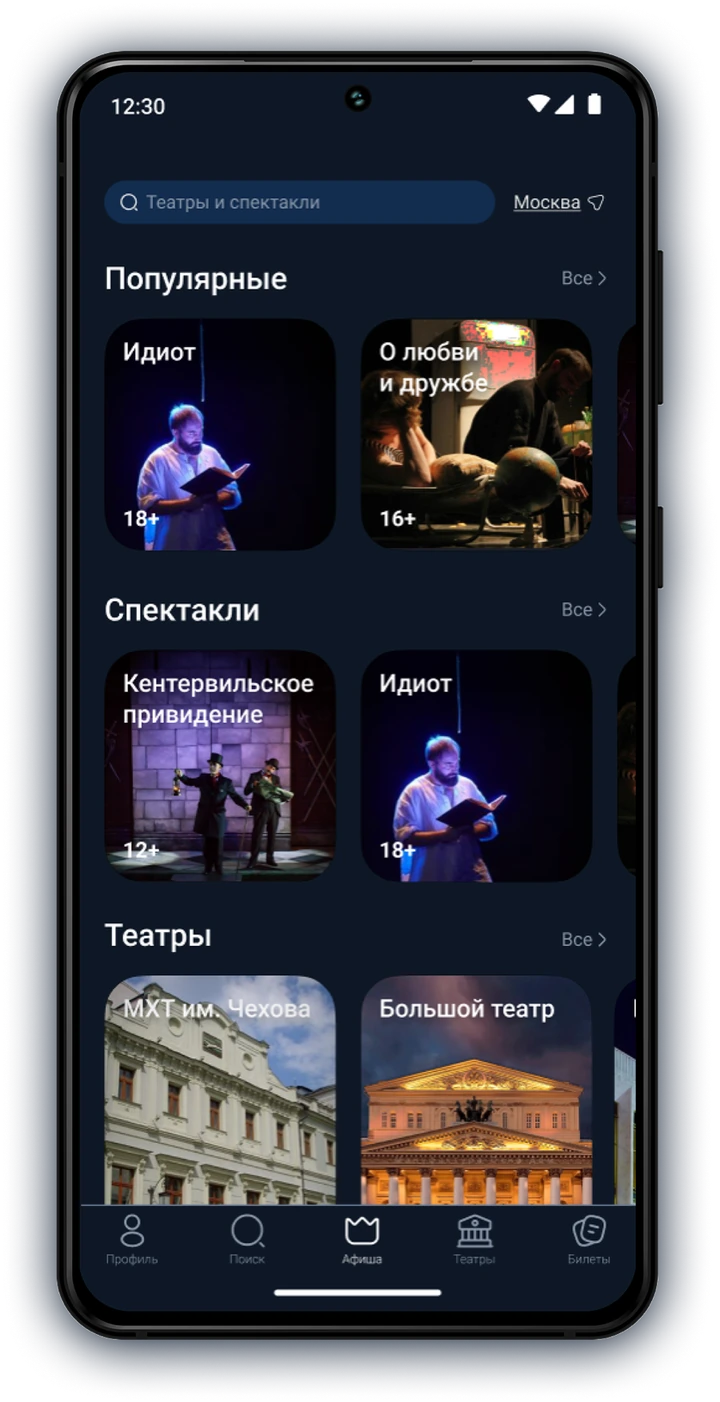 12:30
Театры и спектакли
Москва
Популярные
Все
Идиот
О любви
и дружбе
18+
16+
Спектакли
Все
Кентервильское
привидение
Идиот
12+
18+
Театры
Все
МХТ им. Чехова
Большой театр
Профиль
Поиск
Афиша
Театры
Билеты